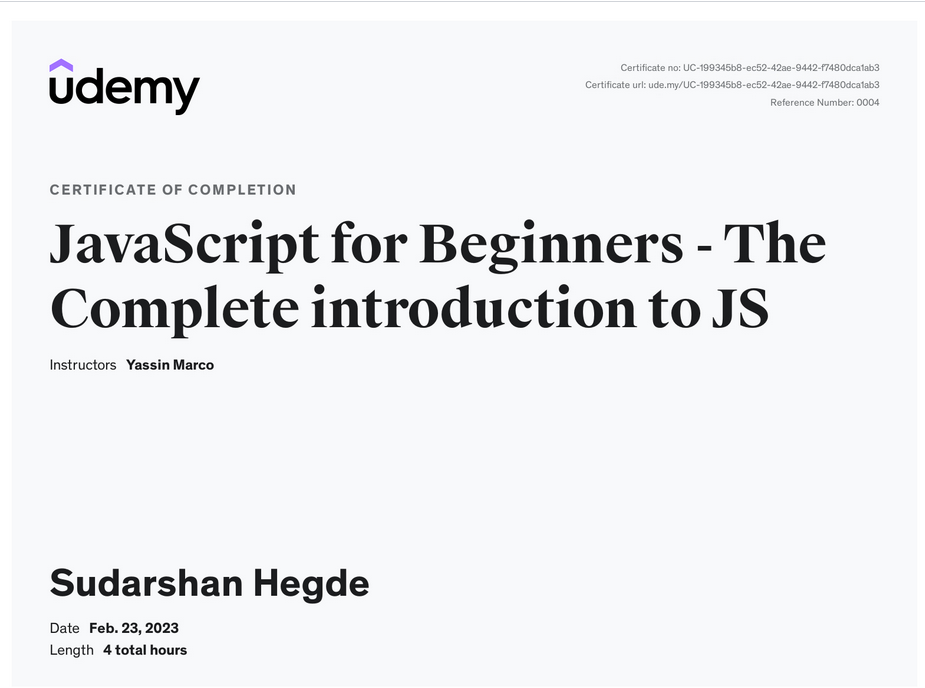 udemy
Certificate no: UC-199345b8-ec52-42ae-9442-f7480dca1ab3
Certificate url: ude.my/UC-199345b8-ec52-42ae-9442-f7480dca1ab3
Reference Number: 0004
CERTIFICATE OF COMPLETION
JavaScript for Beginners - The
Complete introduction to JS
Instructors Yassin Marco
Sudarshan Hegde
Date Feb. 23, 2023
Length 4 total hours